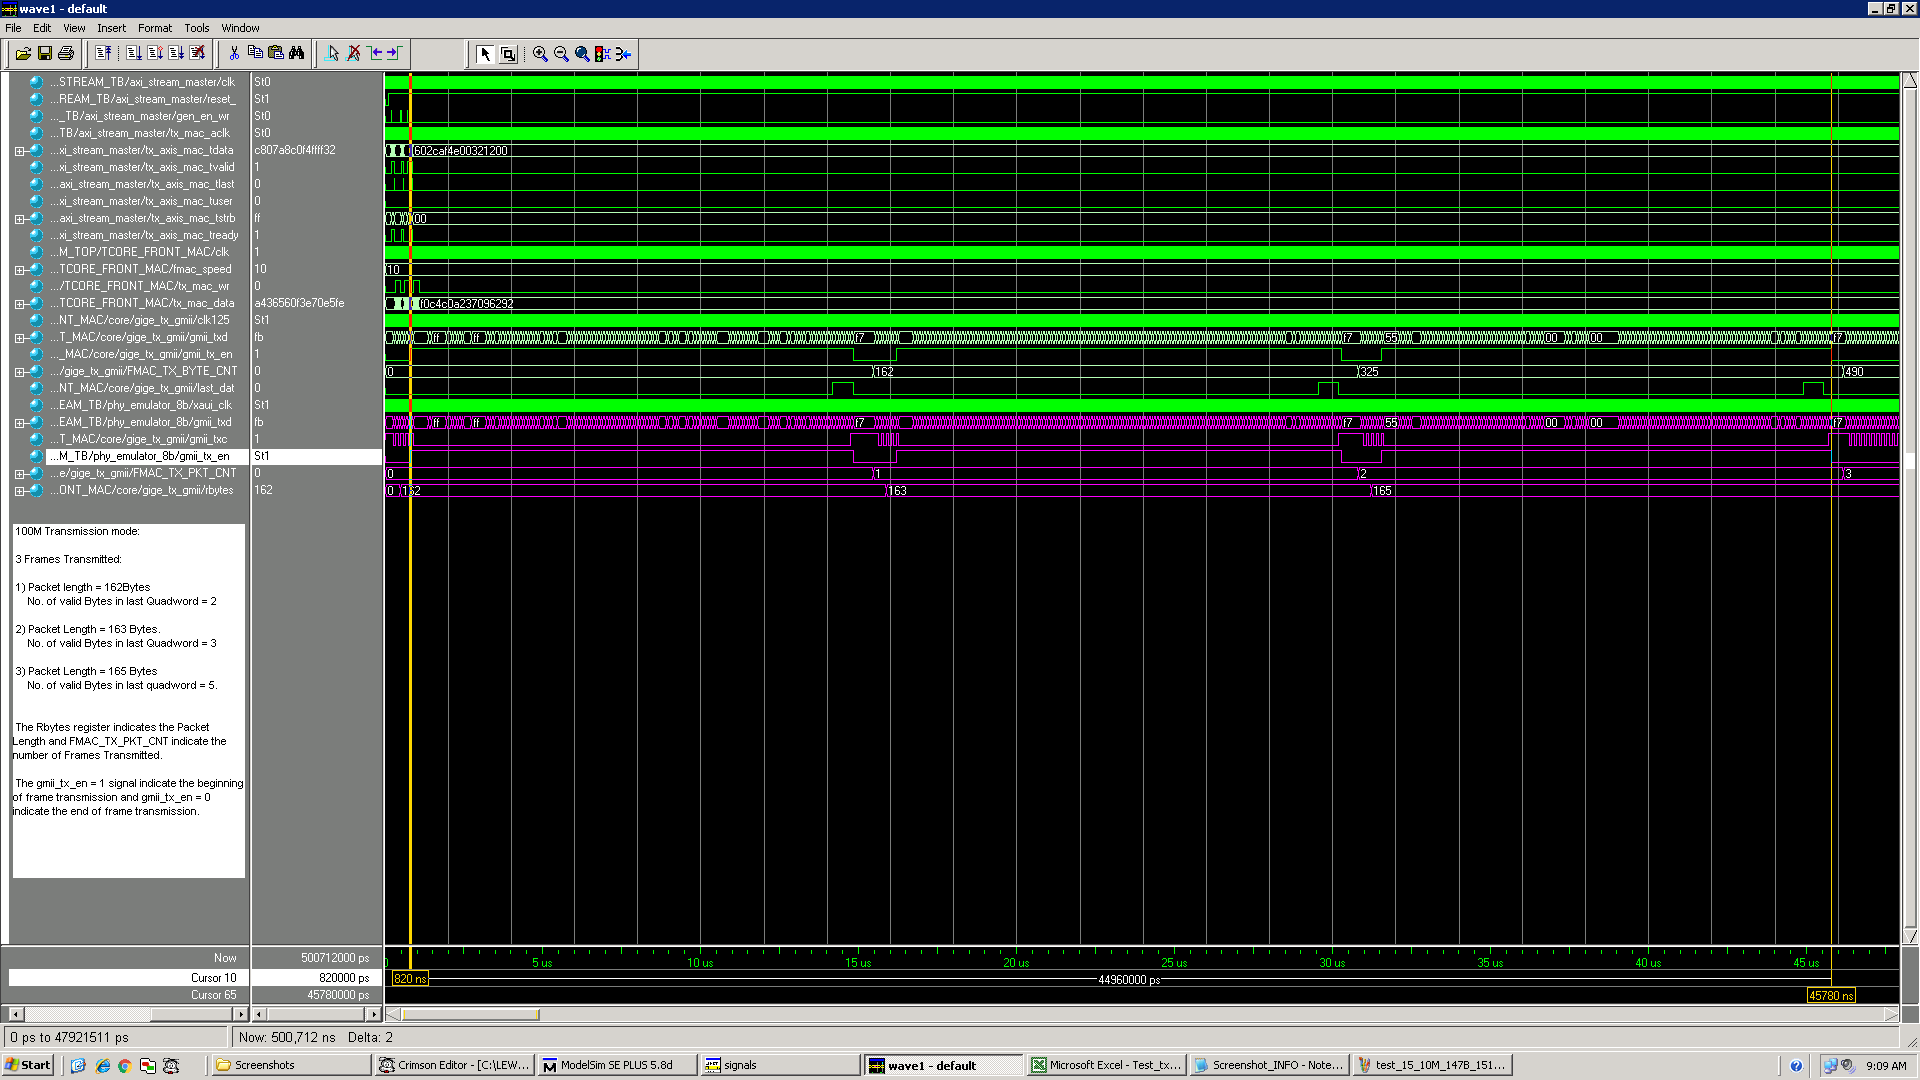 wave1 - default
File Edit View Insert Format Tools Window
...STREAM_TB/axi_stream_master/clk St0
...REAM_TB/axi_stream_master/reset_ St1
..._TB/axi_stream_master/gen_en_wr St0
...TB/axi_stream_master/tx_mac_aclk St0
...xi_stream_master/tx_axis_mac_tdata c807a8c0f4ffff32 602caf4e00321200
...xi_stream_master/tx_axis_mac_tvalid 1
...axi_stream_master/tx_axis_mac_tlast 0
...xi_stream_master/tx_axis_mac_tuser 0
...axi_stream_master/tx_axis_mac_tstrb ff 00
...xi_stream_master/tx_axis_mac_tready 1
...M_TOP/TCORE_FRONT_MAC/clk 1
...TCORE_FRONT_MAC/fmac_speed 10 10
.../TCORE_FRONT_MAC/tx_mac_wr 0
...TCORE_FRONT_MAC/tx_mac_data a436560f3e70e5fe f0c4c0a237096292
...NT_MAC/core/gige_tx_gmii/clk125 St1
...T_MAC/core/gige_tx_gmii/gmii_txd fb ff ff f7 f7 55 00 00 f7
..._MAC/core/gige_tx_gmii/gmii_tx_en 1
.../gige_tx_gmii/FMAC_TX_BYTE_CNT 0 0 162 325 490
...NT_MAC/core/gige_tx_gmii/last_dat 0
...EAM_TB/phy_emulator_8b/xaui_clk St1
...EAM_TB/phy_emulator_8b/gmii_txd fb ff ff f7 f7 55 00 00 f7
...T_MAC/core/gige_tx_gmii/gmii_txc 1
...M_TB/phy_emulator_8b/gmii_tx_en St1
...e/gige_tx_gmii/FMAC_TX_PKT_CNT 0 0 1 2 3
...ONT_MAC/core/gige_tx_gmii/rbytes 162 0 162 163 165
100M Transmission mode:
3 Frames Transmitted:
1) Packet length = 162Bytes
No. of valid Bytes in last Quadword = 2
2) Packet Length = 163 Bytes.
No. of valid Bytes in last Quadword = 3
3) Packet Length = 165 Bytes
No. of valid Bytes in last quadword = 5.
The Rbytes register indicates the Packet
Length and FMAC_TX_PKT_CNT indicate the
number of Frames Transmitted.
The gmii_tx_en = 1 signal indicate the beginning
of frame transmission and gmii_tx_en = 0
indicate the end of frame transmission.
Now 500712000 ps 5 us 10 us 15 us 20 us 25 us 30 us 35 us 40 us 45 us
Cursor 10 820000 ps 820 ns 44960000 ps
Cursor 65 45780000 ps 45780 ns
0 ps to 47921511 ps Now: 500,712 ns Delta: 2
Start Screenshots Crimson Editor - [C:\LEW... ModelSim SE PLUS 5.8d signals wave1 - default Microsoft Excel - Test_tx... Screenshot_INFO - Note... test_15_10M_147B_151... 9:09 AM